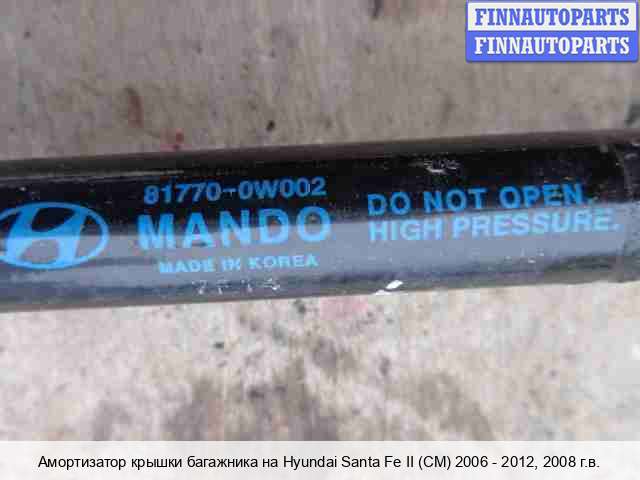 FINNAUTOPARTS
FINNAUTOPARTS
81770-0W002
MANDO
MADE IN KOREA
DO NOT OPEN.
HIGH PRESSURE.
Амортизатор крышки багажника на Hyundai Santa Fe II (CM) 2006 - 2012, 2008 г.в.